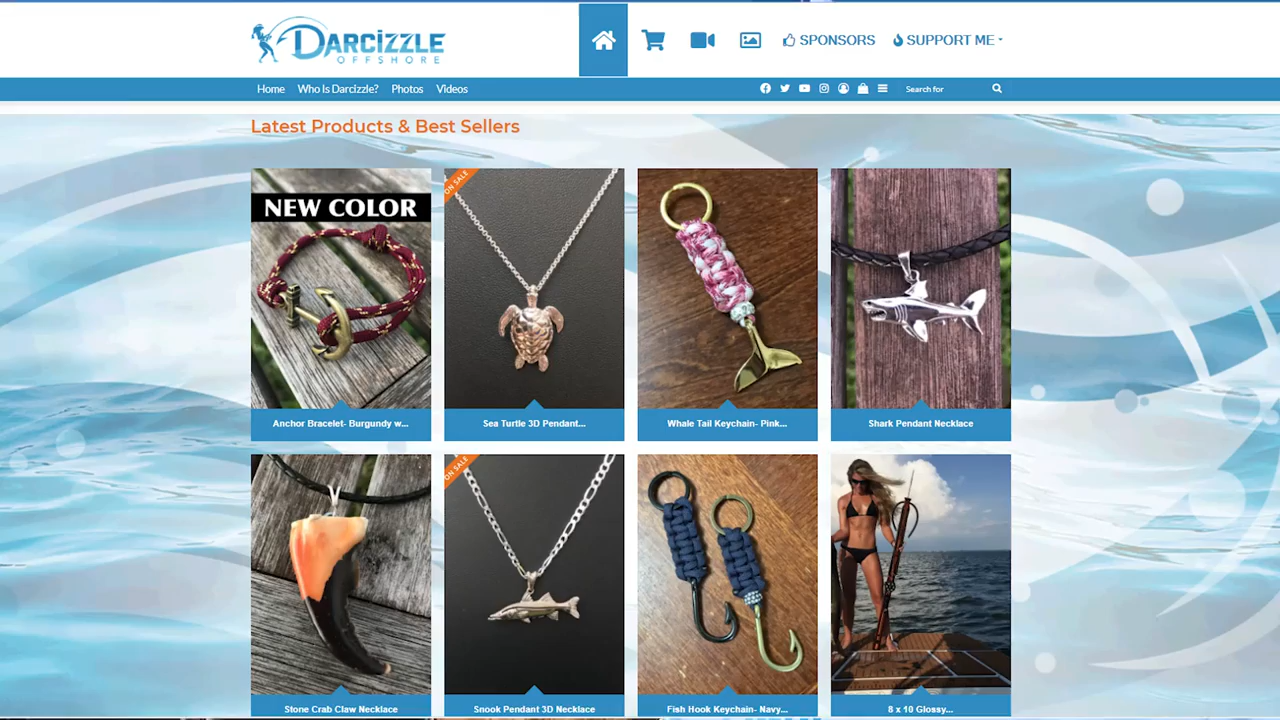 DARCIZZLE
OFFSHORE
SPONSORS
SUPPORT ME
Home
Who Is Darcizzle?
Photos
Videos
Search for
Latest Products & Best Sellers
NEW COLOR
ON SALE
Anchor Bracelet- Burgundy w...
Sea Turtle 3D Pendant...
Whale Tail Keychain- Pink...
Shark Pendant Necklace
ON SALE
Stone Crab Claw Necklace
Snook Pendant 3D Necklace
Fish Hook Keychain- Navy...
8 x 10 Glossy...